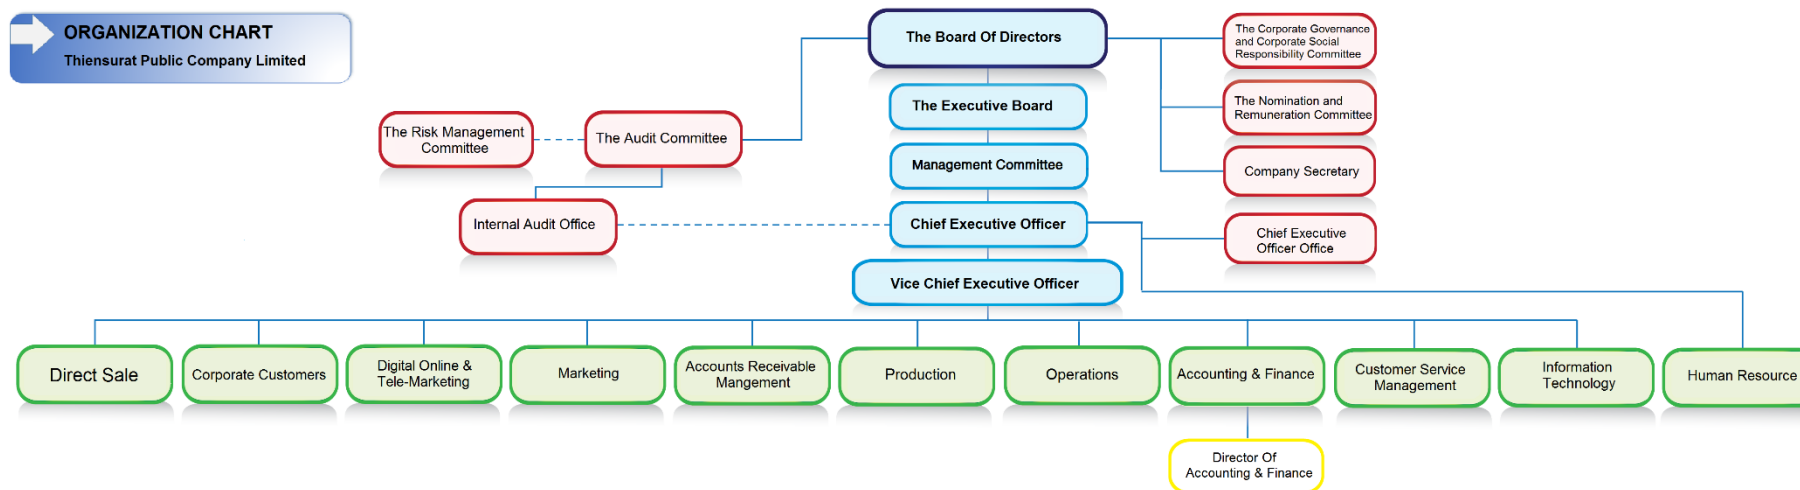 ORGANIZATION CHART
Thiensurat Public Company Limited
The Board Of Directors
The Corporate Governance
and Corporate Social
Responsibility Committee
The Executive Board
The Nomination and
Remuneration Committee
The Risk Management
Committee
The Audit Committee
Management Committee
Company Secretary
Internal Audit Office
Chief Executive Officer
Chief Executive
Officer Office
Vice Chief Executive Officer
Direct Sale
Corporate Customers
Digital Online &
Tele-Marketing
Marketing
Accounts Receivable
Mangement
Production
Operations
Accounting & Finance
Customer Service
Management
Information
Technology
Human Resource
Director Of
Accounting & Finance